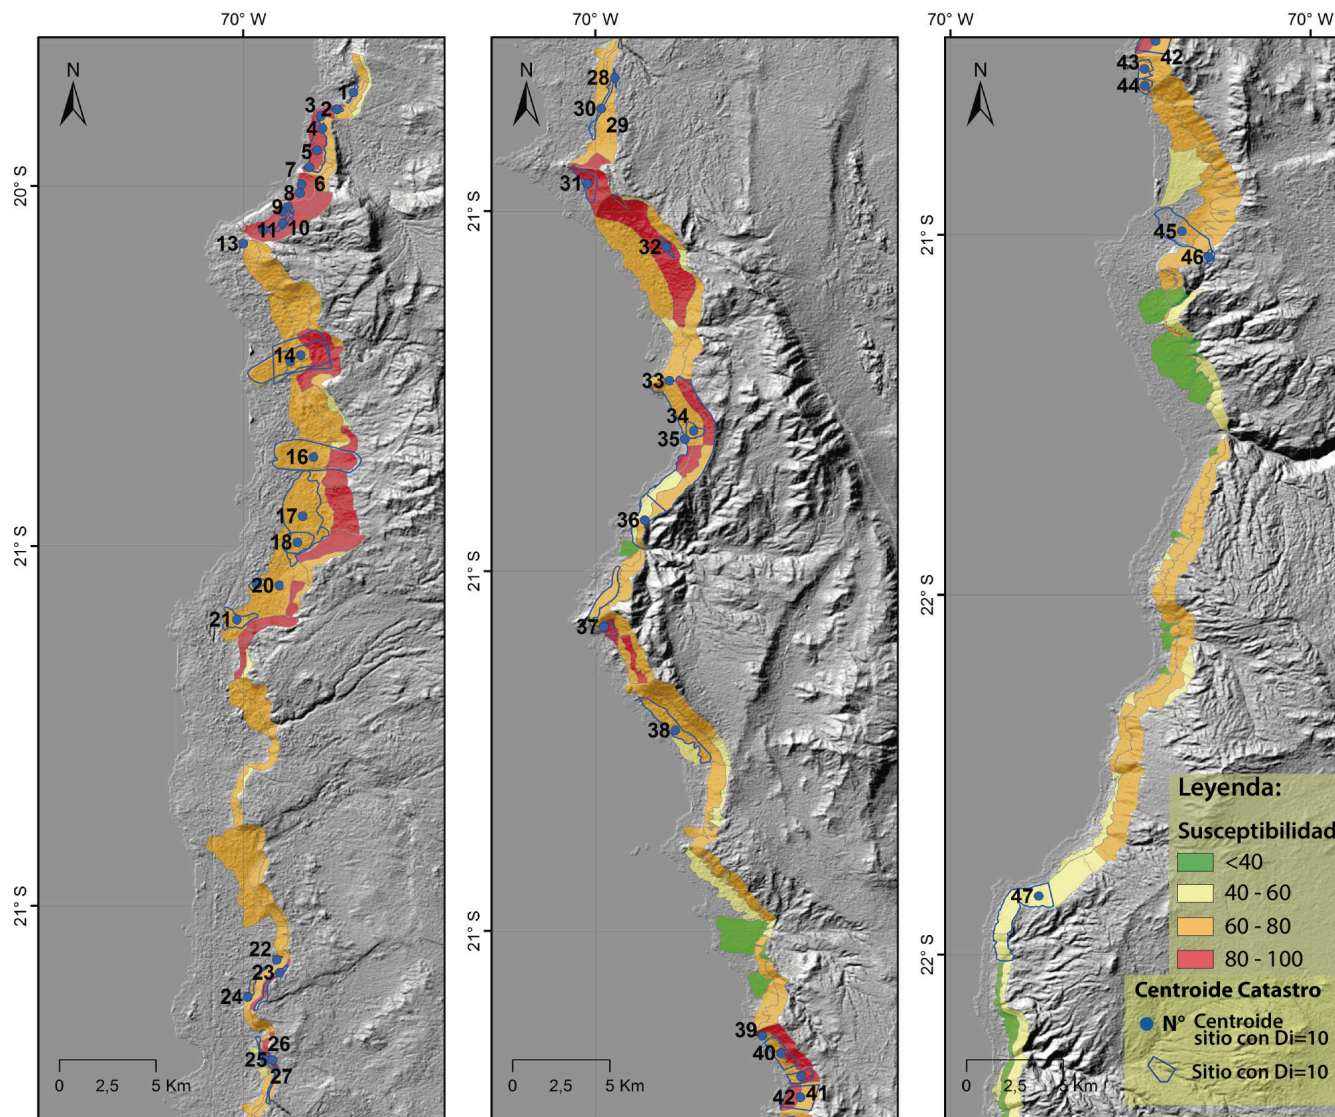 70° W
70° W
70° W
70° W
N
N
N
20° S
21° S
21° S
21° S
21° S
21° S
21° S
22° S
22° S
1
2
3
4
5
6
7
8
9
10
11
13
14
16
17
18
20
21
22
23
24
25
26
27
0
2,5
5 Km
28
29
30
31
32
33
34
35
36
37
38
39
40
41
42
0
2,5
5 Km
42
43
44
45
46
47
0
2,5
5 Km
Leyenda:
Susceptibilidad
<40
40 - 60
60 - 80
80 - 100
Centroide Catastro
N° Centroide
sitio con Di=10
Sitio con Di=10